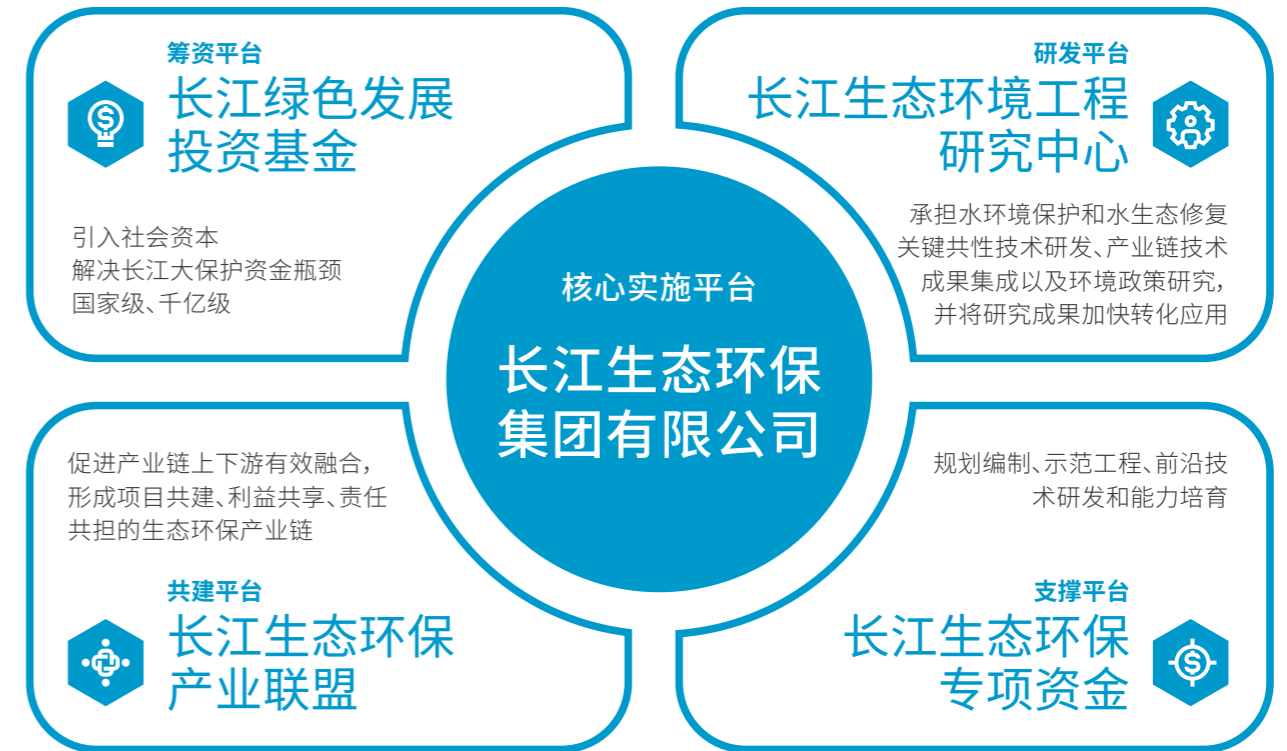 筹资平台
长江绿色发展
投资基金
引入社会资本
解决长江大保护资金瓶颈
国家级、千亿级
研发平台
长江生态环境工程
研究中心
承担水环境保护和水生态修复
关键共性技术研发、产业链技术
成果集成以及环境政策研究，
并将研究成果加快转化应用
核心实施平台
长江生态环保
集团有限公司
促进产业链上下游有效融合，
形成项目共建、利益共享、责任
共担的生态环保产业链
共建平台
长江生态环保
产业联盟
规划编制、示范工程、前沿技
术研发和能力培育
支撑平台
长江生态环保
专项资金